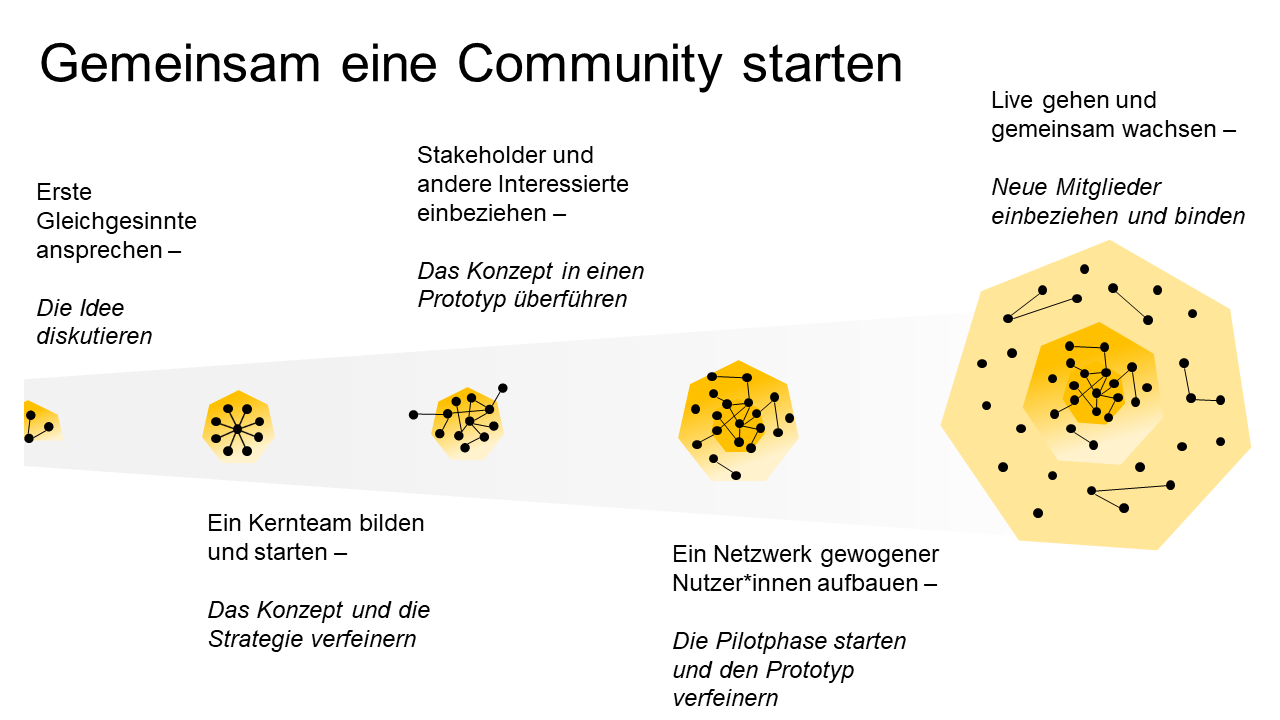 Gemeinsam eine Community starten
Erste
Gleichgesinnte
ansprechen –
Die Idee
diskutieren
Ein Kernteam bilden
und starten –
Das Konzept und die
Strategie verfeinern
Stakeholder und
andere Interessierte
einbeziehen –
Das Konzept in einen
Prototyp überführen
Ein Netzwerk gewogener
Nutzer*innen aufbauen –
Die Pilotphase starten
und den Prototyp
verfeinern
Live gehen und
gemeinsam wachsen –
Neue Mitglieder
einbeziehen und binden